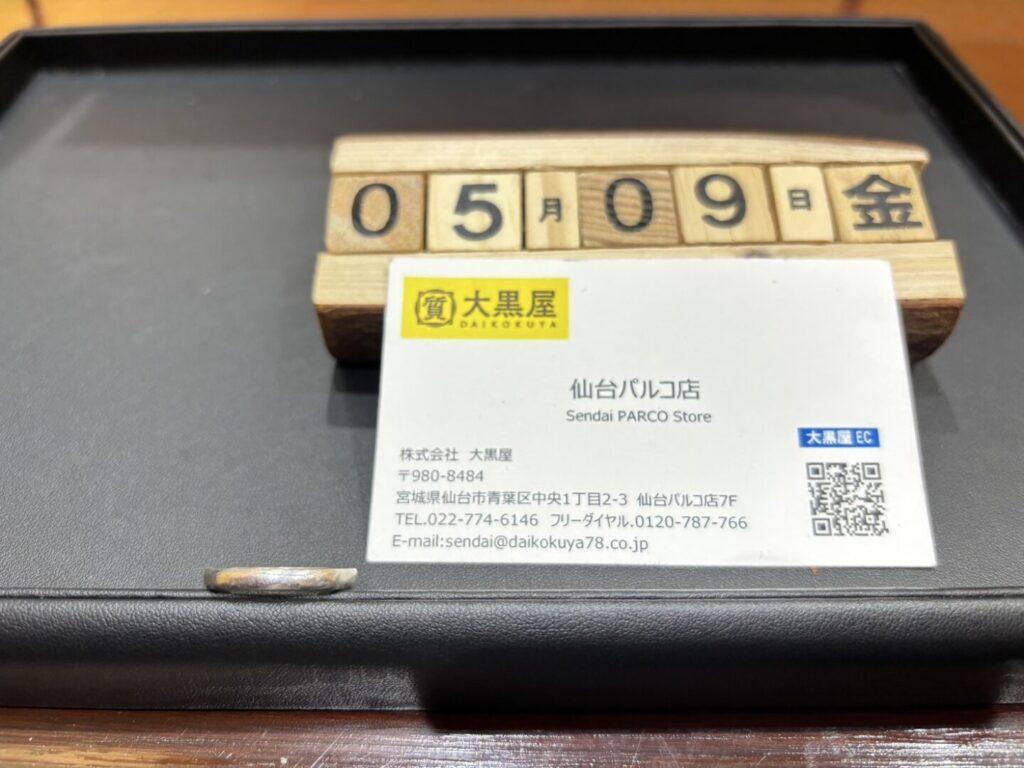 05月09日金
質 大黒屋
DAIKOKUYA
仙台パルコ店
Sendai PARCO Store
大黒屋 EC
株式会社 大黒屋
〒980-8484
宮城県仙台市青葉区中央1丁目2-3 仙台パルコ店7F
TEL.022-774-6146 フリーダイヤル.0120-787-766
E-mail:sendai@daikokuya78.co.jp